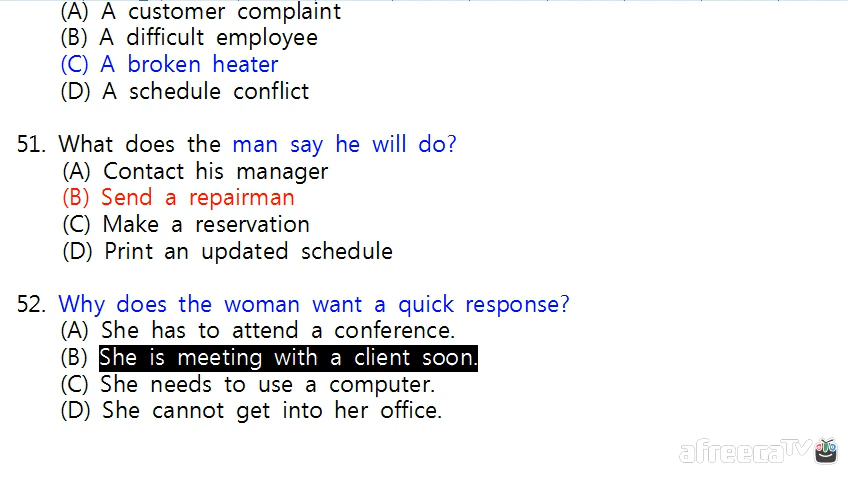 (A) A customer complaint
(B) A difficult employee
(C) A broken heater
(D) A schedule conflict
51. What does the man say he will do?
(A) Contact his manager
(B) Send a repairman
(C) Make a reservation
(D) Print an updated schedule
52. Why does the woman want a quick response?
(A) She has to attend a conference.
(B) She is meeting with a client soon.
(C) She needs to use a computer.
(D) She cannot get into her office.
afreecaTV